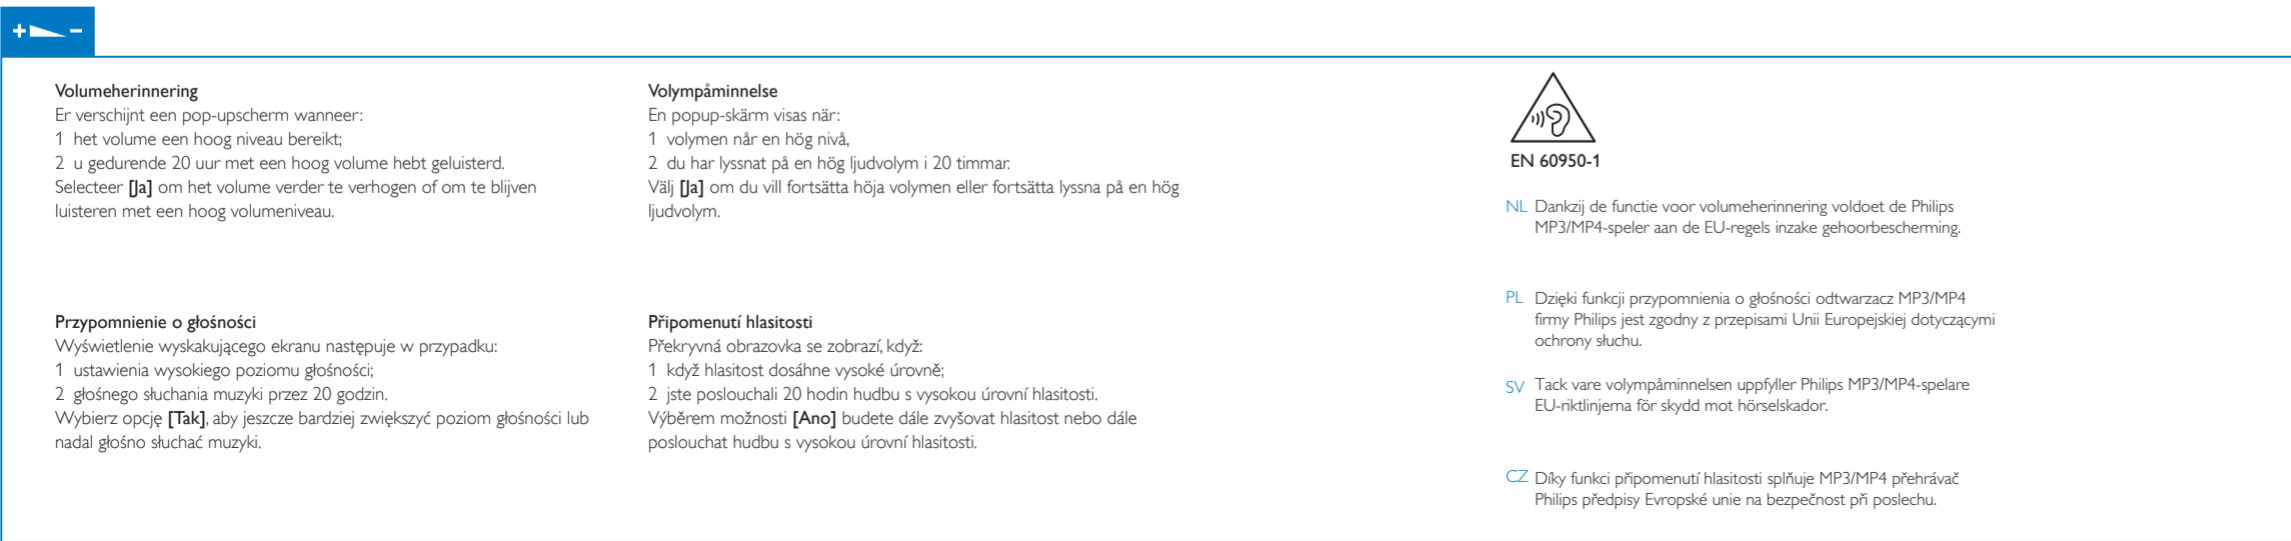 Volumeherinnering
Er verschijnt een pop-upscherm wanneer:
1 het volume een hoog niveau bereikt;
2 u gedurende 20 uur met een hoog volume hebt geluisterd.
Selecteer [Ja] om het volume verder te verhogen of om te blijven
luisteren met een hoog volumeniveau.
Volympåminnelse
En popup-skärm visas när:
1 volymen når en hög nivå,
2 du har lyssnat på en hög ljudvolym i 20 timmar.
Välj [Ja] om du vill fortsätta höja volymen eller fortsätta lyssna på en hög
ljudvolym.
Przypomnienie o głośności
Wyświetlenie wyskakującego ekranu następuje w przypadku:
1 ustawienia wysokiego poziomu głośności;
2 głośnego słuchania muzyki przez 20 godzin.
Wybierz opcję [Tak], aby jeszcze bardziej zwiększyć poziom głośności lub
nadal głośno słuchać muzyki.
Připomenutí hlasitosti
Překryvná obrazovka se zobrazí, když:
1 když hlasitost dosáhne vysoké úrovně;
2 jste poslouchali 20 hodin hudbu s vysokou úrovní hlasitosti.
Výběrem možnosti [Ano] budete dále zvyšovat hlasitost nebo dále
poslouchat hudbu s vysokou úrovní hlasitosti.
EN 60950-1
NL Dankzij de functie voor volumeherinnering voldoet de Philips
MP3/MP4-speler aan de EU-regels inzake gehoorbescherming.
PL Dzięki funkcji przypomnienia o głośności odtwarzacz MP3/MP4
firmy Philips jest zgodny z przepisami Unii Europejskiej dotyczącymi
ochrony słuchu.
SV Tack vare volympåminnelsen uppfyller Philips MP3/MP4-spelare
EU-riktlinjerna för skydd mot hörselskador.
CZ Díky funkci připomenutí hlasitosti splňuje MP3/MP4 přehrávač
Philips předpisy Evropské unie na bezpečnost při poslechu.